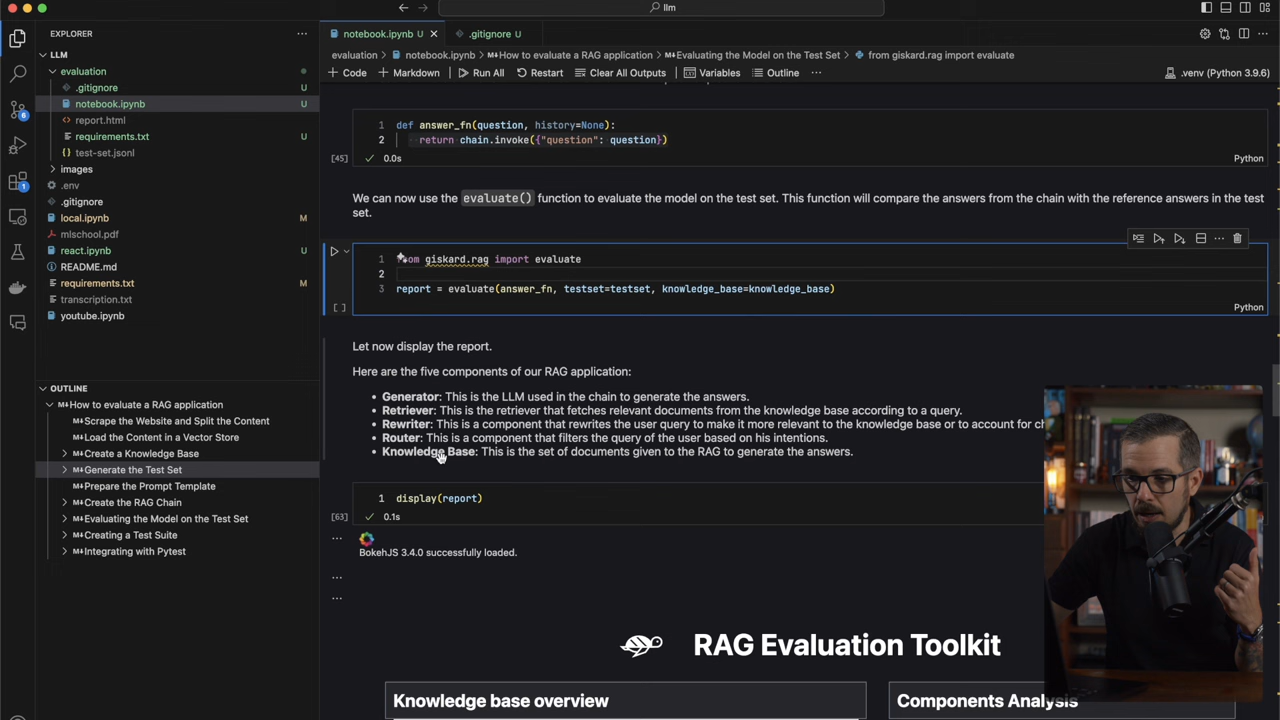 llm
EXPLORER
notebook.ipynb U
.gitignore U
LLM
evaluation
.gitignore U
notebook.ipynb U
report.html
requirements.txt U
test-set.jsonl
images
.env
.gitignore
local.ipynb M
mlschool.pdf
react.ipynb U
README.md
requirements.txt M
transcription.txt
youtube.ipynb U
6
1
OUTLINE
How to evaluate a RAG application
Scrape the Website and Split the Content
Load the Content in a Vector Store
Create a Knowledge Base
Generate the Test Set
Prepare the Prompt Template
Create the RAG Chain
Evaluating the Model on the Test Set
Creating a Test Suite
Integrating with Pytest
evaluation > notebook.ipynb > How to evaluate a RAG application > Evaluating the Model on the Test Set > from giskard.rag import evaluate
+ Code + Markdown Run All Restart Clear All Outputs Variables Outline ... .venv (Python 3.9.6)
1 def answer_fn(question, history=None):
2 return chain.invoke({"question": question})
[45] 0.0s Python
We can now use the evaluate() function to evaluate the model on the test set. This function will compare the answers from the chain with the reference answers in the test
set.
1 om giskard.rag import evaluate
2
3 report = evaluate(answer_fn, testset=testset, knowledge_base=knowledge_base)
[ ] Python
Let now display the report.
Here are the five components of our RAG application:
• Generator: This is the LLM used in the chain to generate the answers.
• Retriever: This is the retriever that fetches relevant documents from the knowledge base according to a query.
• Rewriter: This is a component that rewrites the user query to make it more relevant to the knowledge base or to account for ch
• Router: This is a component that filters the query of the user based on his intentions.
• Knowledge Base: This is the set of documents given to the RAG to generate the answers.
1 display(report)
[63] 0.1s
BokehJS 3.4.0 successfully loaded.
RAG Evaluation Toolkit
Knowledge base overview
Components Analysis